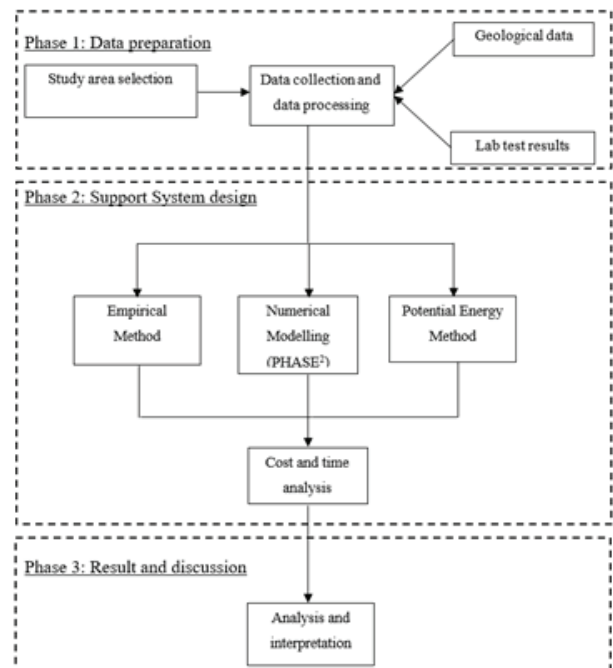 Phase 1: Data preparation
Geological data
Study area selection
Data collection and
data processing
Lab test results
Phase 2: Support System design
Empirical
Method
Numerical
Modelling
(PHASE²)
Potential Energy
Method
Cost and time
analysis
Phase 3: Result and discussion
Analysis and
interpretation